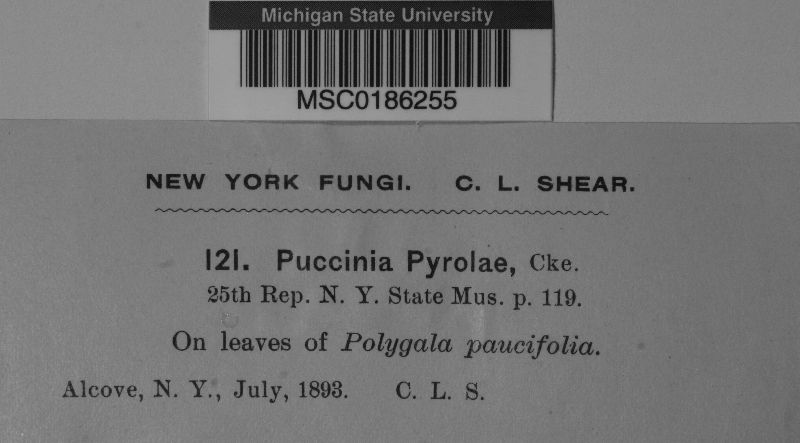 Michigan State University
MSC0186255
NEW YORK FUNGI. C. L. SHEAR.
121. Puccinia Pyrolae, Cke.
25th Rep. N. Y. State Mus. p. 119.
On leaves of Polygala paucifolia.
Alcove, N. Y., July, 1893. C. L. S.